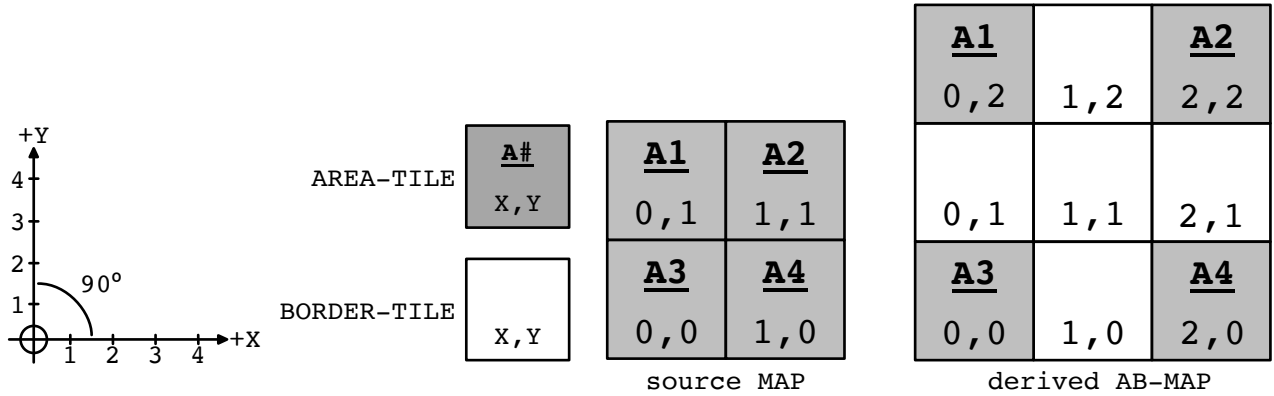 +Y
4
3
2
1
90°
1 2 3 4
+X
AREA-TILE
A#
X,Y
BORDER-TILE
X,Y
A1 A2
0,1 1,1
A3 A4
0,0 1,0
source MAP
A1 A2
0,2 1,2 2,2
0,1 1,1 2,1
A3 A4
0,0 1,0 2,0
derived AB-MAP